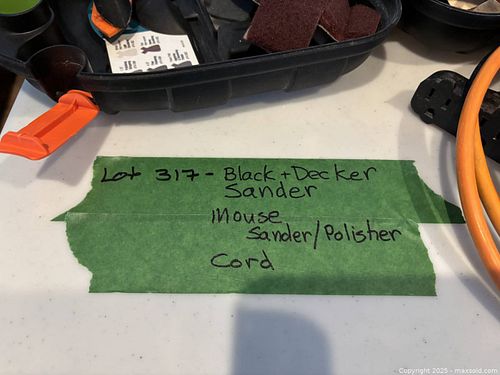 Lot 317 - Black + Decker
Sander
Mouse
Sander/Polisher
Cord
Copyright 2025 - maxsold.com